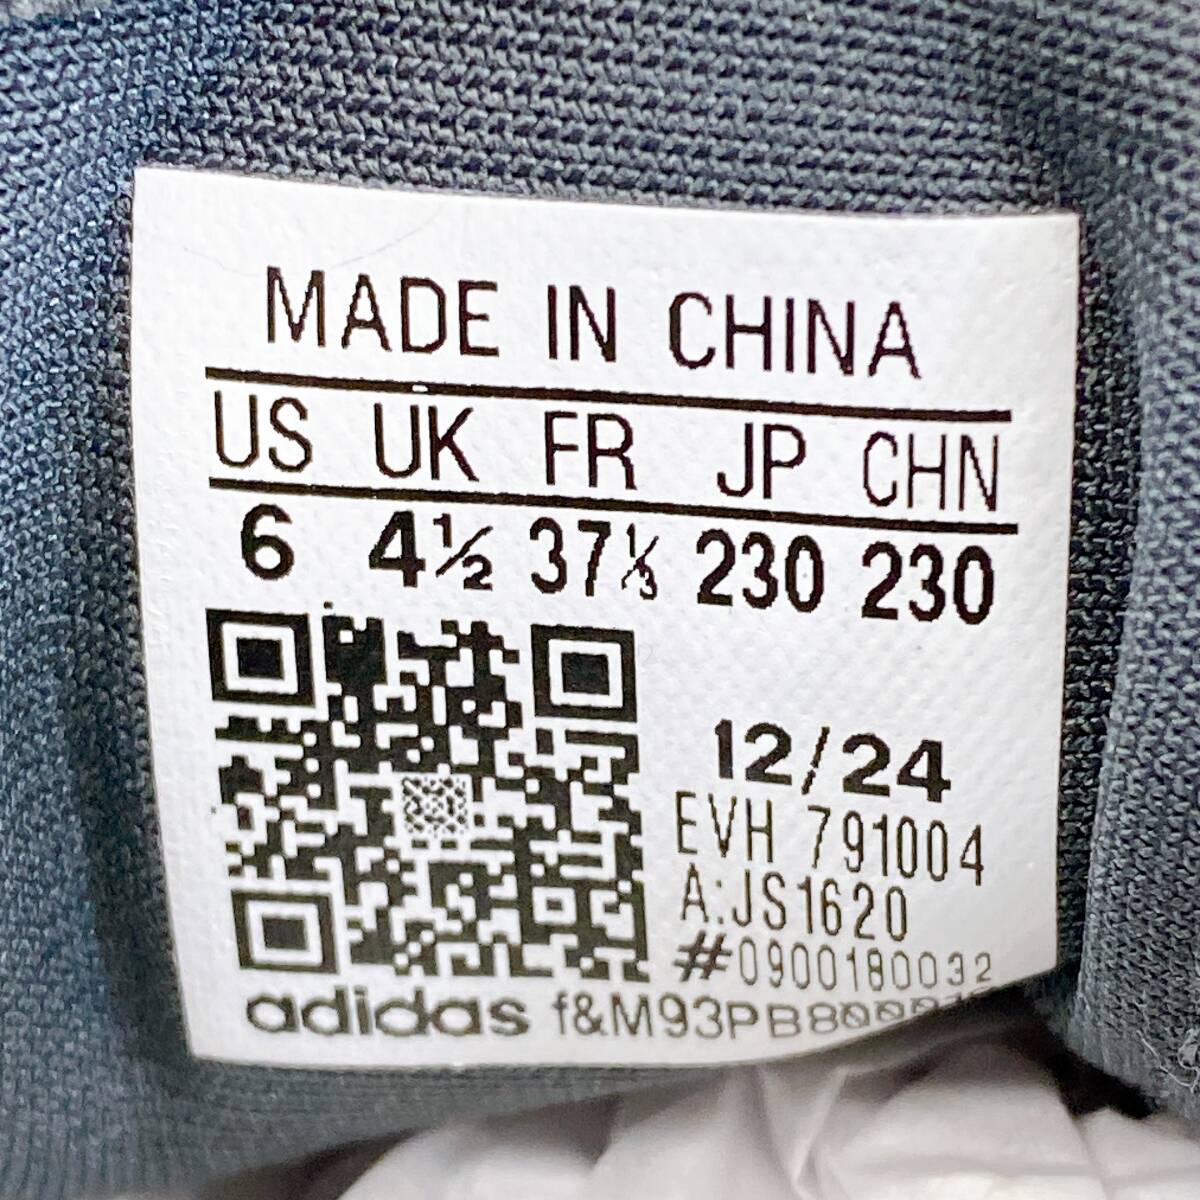 MADE IN CHINA
US UK FR JP CHN
6 4½ 37⅓ 230 230
12/24
EVH 791004
A:JS1620
#0900180032
adidas